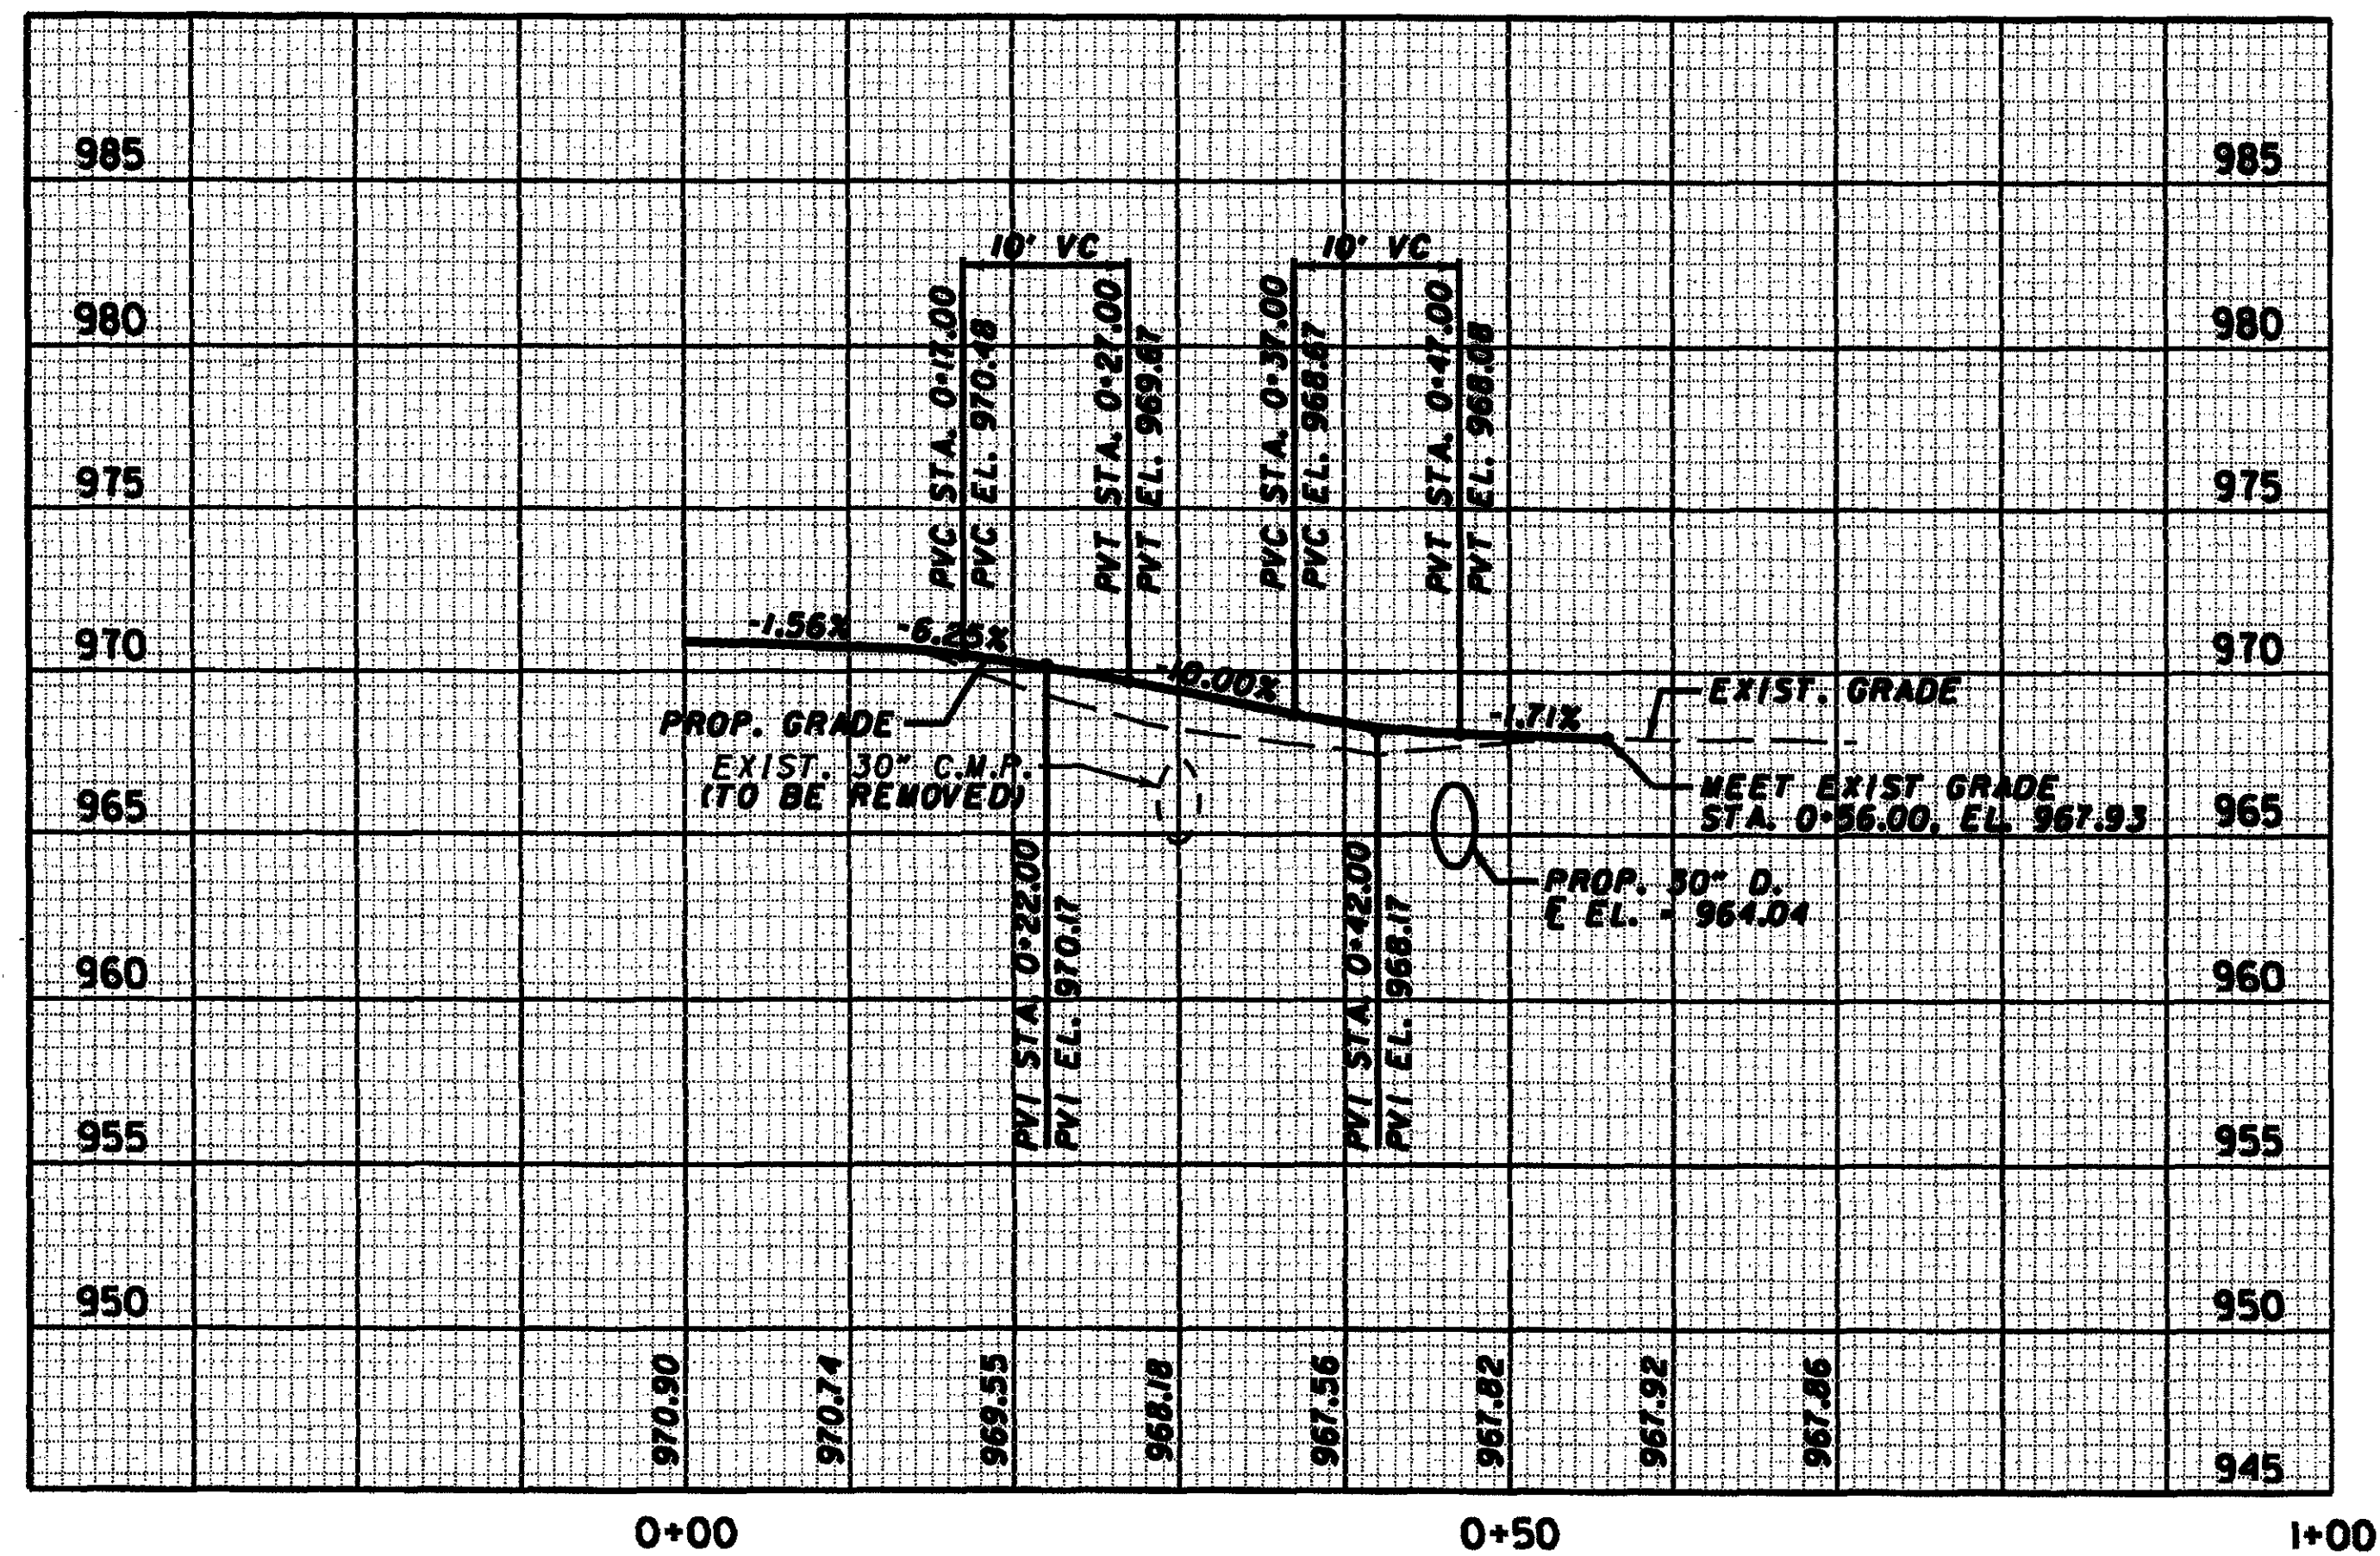 985
985
10' VC
10' VC
980
980
PVC STA. 0+17.00
PVC EL. 970.48
PVT STA. 0+27.00
PVT EL. 969.67
PVC STA. 0+37.00
PVC EL. 968.67
PVT STA. 0+47.00
PVT EL. 968.08
975
975
970
970
-1.56%
-6.25%
-10.00%
-1.71%
EXIST. GRADE
PROP. GRADE
EXIST. 30" C.M.P.
(TO BE REMOVED)
MEET EXIST GRADE
STA. 0+56.00, EL. 967.93
965
965
PROP. 30" D.
℄ EL. = 964.04
PVI STA. 0+22.00
PVI EL. 970.17
PVI STA. 0+42.00
PVI EL. 968.17
960
960
955
955
950
950
970.90
970.74
969.55
968.18
967.56
967.82
967.92
967.86
945
0+00
0+50
1+00